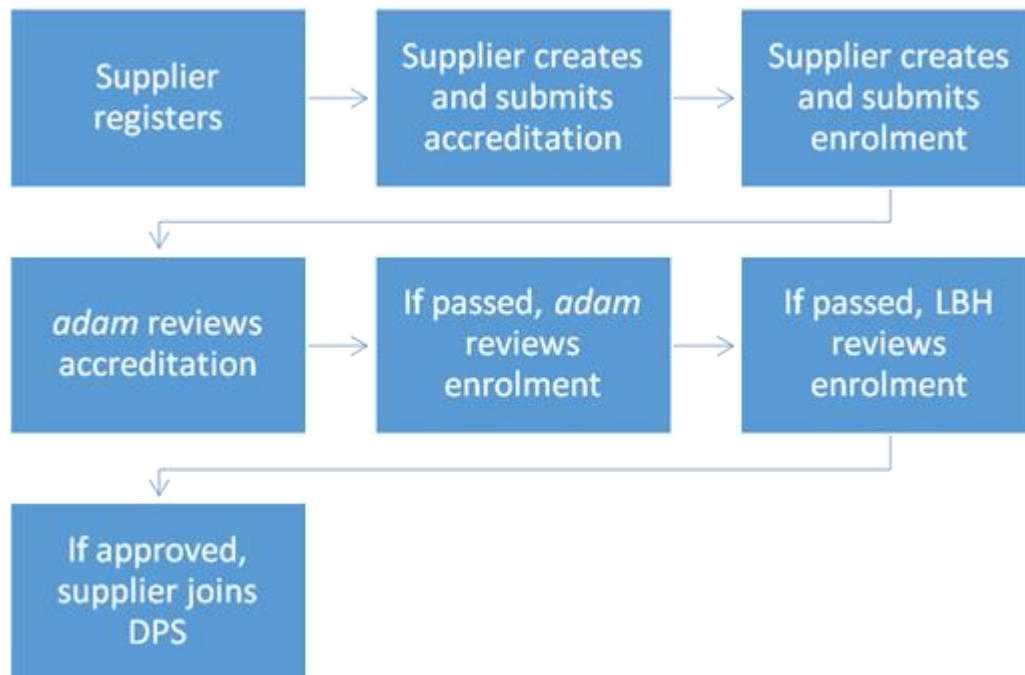 Supplier
registers
Supplier creates
and submits
accreditation
Supplier creates
and submits
enrolment
adam reviews
accreditation
If passed, adam
reviews
enrolment
If passed, LBH
reviews
enrolment
If approved,
supplier joins
DPS